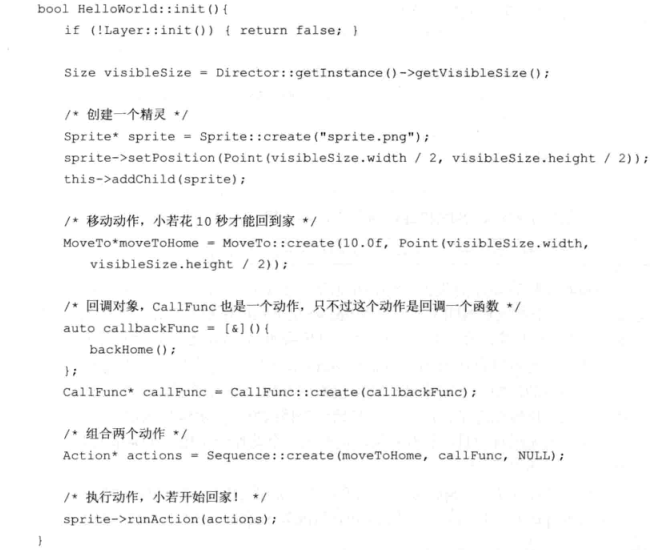 bool HelloWorld::init(){
if (!Layer::init()) { return false; }
Size visibleSize = Director::getInstance()->getVisibleSize();
/* 创建一个精灵 */
Sprite* sprite = Sprite::create("sprite.png");
sprite->setPosition(Point(visibleSize.width / 2, visibleSize.height / 2));
this->addChild(sprite);
/* 移动动作，小若花 10 秒才能回到家 */
MoveTo*moveToHome = MoveTo::create(10.0f, Point(visibleSize.width,
visibleSize.height / 2));
/* 回调对象，CallFunc 也是一个动作，只不过这个动作是回调一个函数 */
auto callbackFunc = [&](){
backHome();
};
CallFunc* callFunc = CallFunc::create(callbackFunc);
/* 组合两个动作 */
Action* actions = Sequence::create(moveToHome, callFunc, NULL);
/* 执行动作，小若开始回家！ */
sprite->runAction(actions);
}